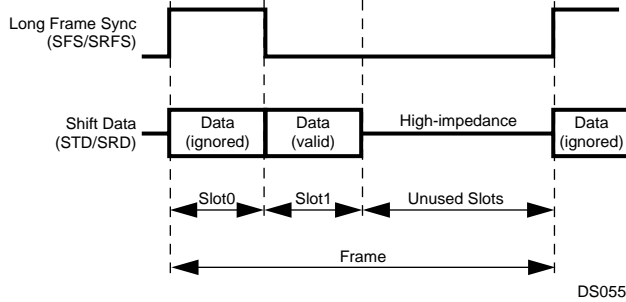 Long Frame Sync
(SFS/SRFS)
Shift Data
(STD/SRD)
Data
(ignored)
Data
(valid)
High-impedance
Data
(ignored)
Slot0
Slot1
Unused Slots
Frame
DS055